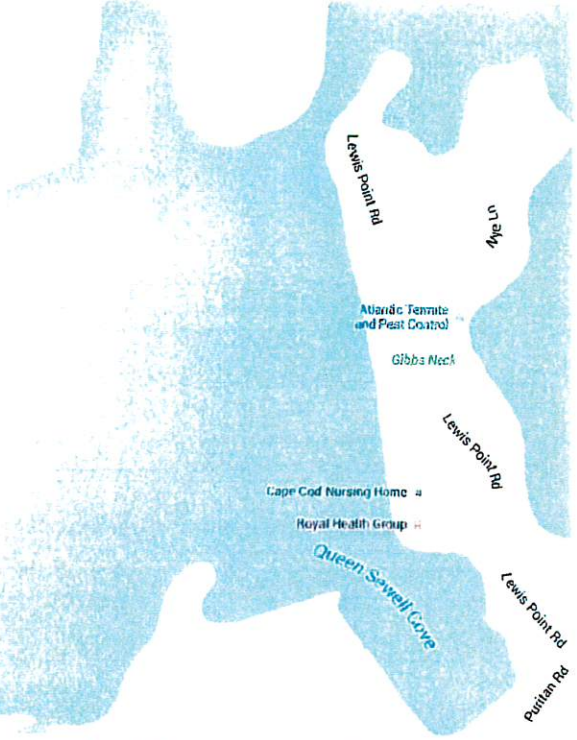 Lewis Point Rd
My Ln
Atlantic Termite
and Pest Control
Gibbs Neck
Lewis Point Rd
Cape Cod Nursing Home
Royal Health Group
Queen Sewell Cove
Lewis Point Rd
Puritan Rd